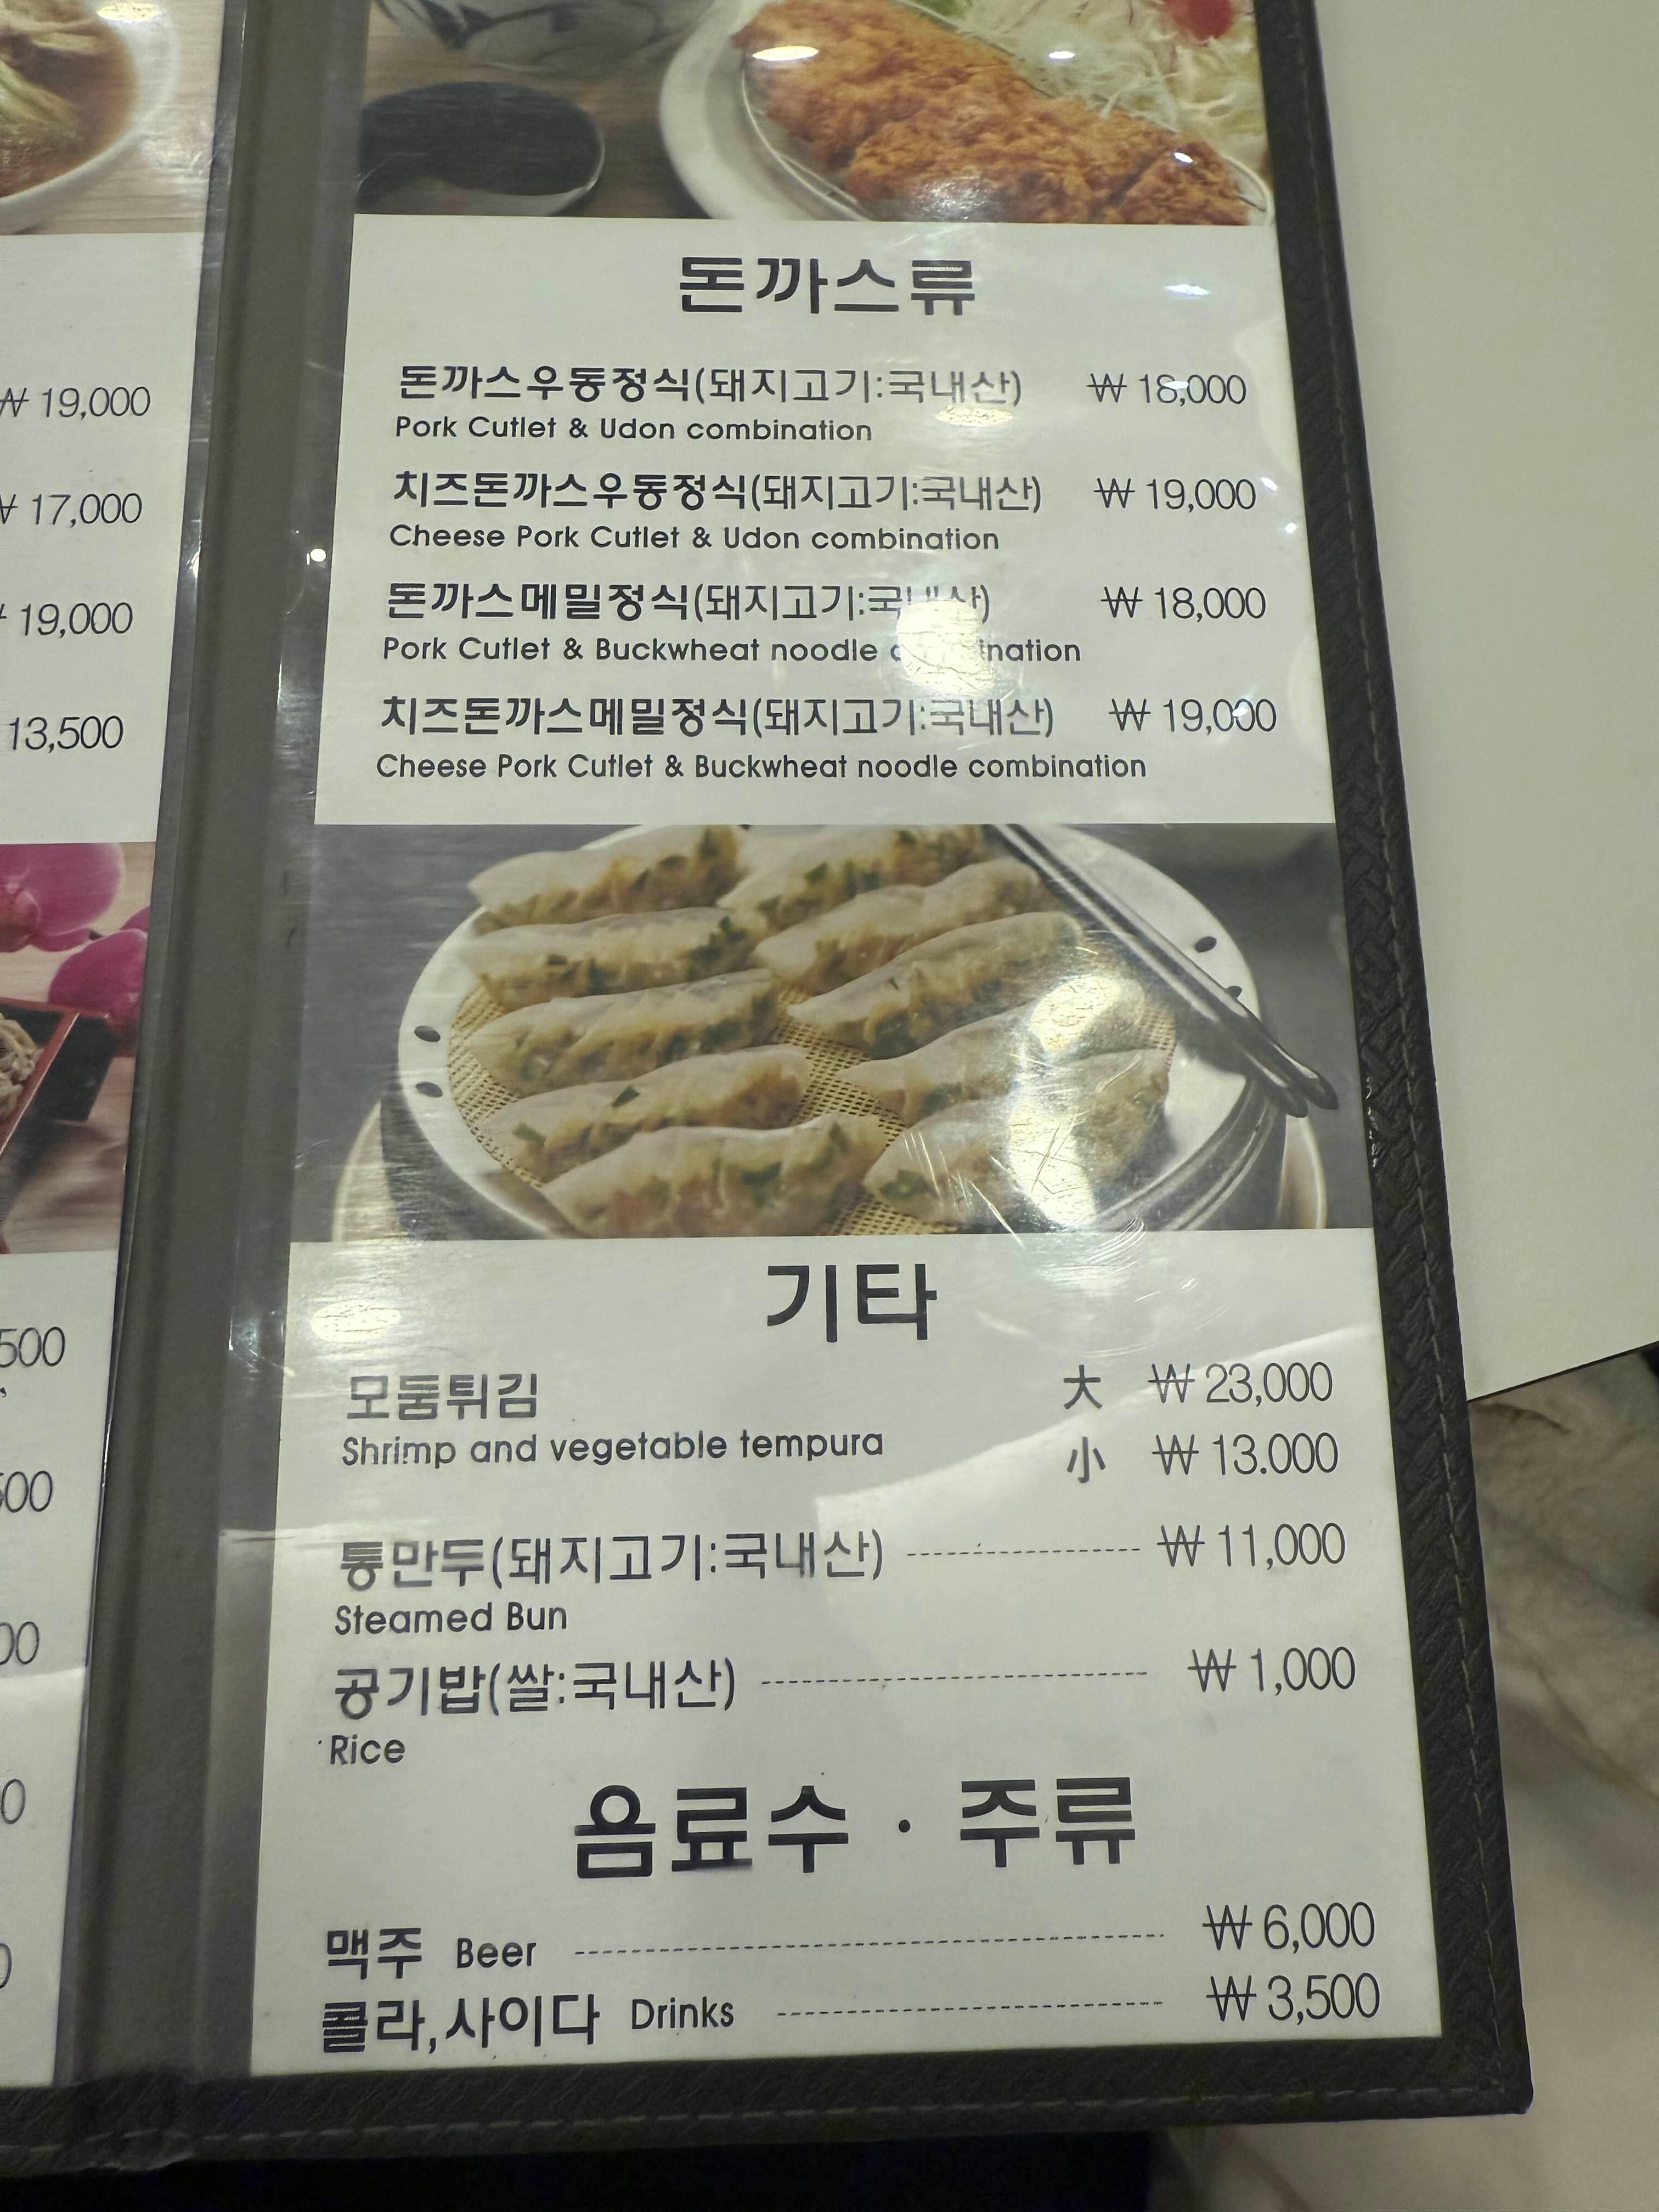 ₩ 19,000
17,000
19,000
13,500
500
돈까스류
돈까스우동정식(돼지고기:국내산) ₩ 18,000
Pork Cutlet & Udon combination
치즈돈까스우동정식(돼지고기:국내산) ₩ 19,000
Cheese Pork Cutlet & Udon combination
돈까스메밀정식(돼지고기:국내산) ₩ 18,000
Pork Cutlet & Buckwheat noodle combination
치즈돈까스메밀정식(돼지고기:국내산) ₩ 19,000
Cheese Pork Cutlet & Buckwheat noodle combination
기타
모둠튀김 大 ₩ 23,000
Shrimp and vegetable tempura 小 ₩ 13.000
통만두(돼지고기:국내산) ₩ 11,000
Steamed Bun
공기밥(쌀:국내산) ₩ 1,000
Rice
음료수 · 주류
맥주 Beer ₩ 6,000
콜라,사이다 Drinks ₩ 3,500